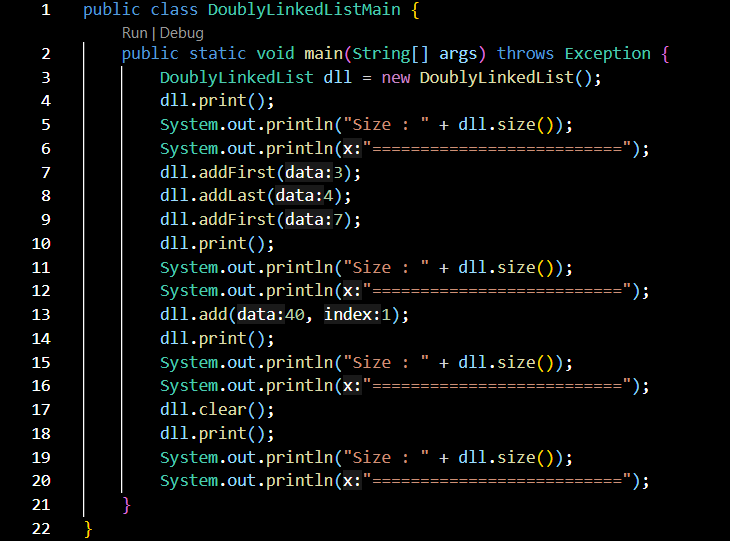 1 public class DoublyLinkedListMain {
Run | Debug
2 public static void main(String[] args) throws Exception {
3 DoublyLinkedList dll = new DoublyLinkedList();
4 dll.print();
5 System.out.println("Size : " + dll.size());
6 System.out.println(x:"==========================");
7 dll.addFirst(data:3);
8 dll.addLast(data:4);
9 dll.addFirst(data:7);
10 dll.print();
11 System.out.println("Size : " + dll.size());
12 System.out.println(x:"==========================");
13 dll.add(data:40, index:1);
14 dll.print();
15 System.out.println("Size : " + dll.size());
16 System.out.println(x:"==========================");
17 dll.clear();
18 dll.print();
19 System.out.println("Size : " + dll.size());
20 System.out.println(x:"==========================");
21 }
22 }